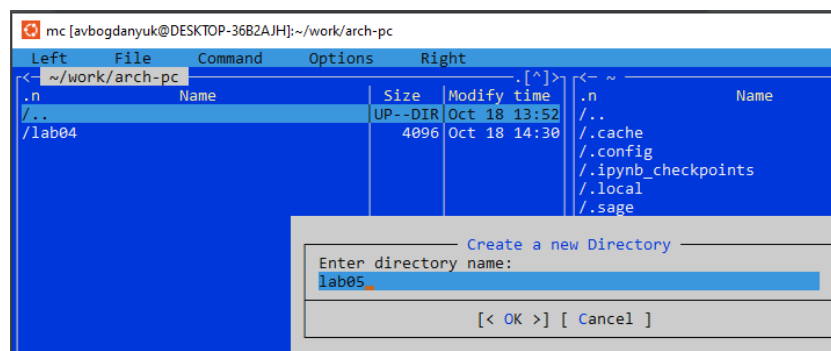 mc [avbogdanyuk@DESKTOP-36B2AJH]:~/work/arch-pc
Left File Command Options Right
<- ~/work/arch-pc .[^]> <- ~
.n Name Size Modify time .n Name
/.. UP--DIR Oct 18 13:52 /..
/lab04 4096 Oct 18 14:30 /.cache
/.config
/.ipynb_checkpoints
/.local
/.sage
Create a new Directory
Enter directory name:
lab05
[< OK >] [ Cancel ]